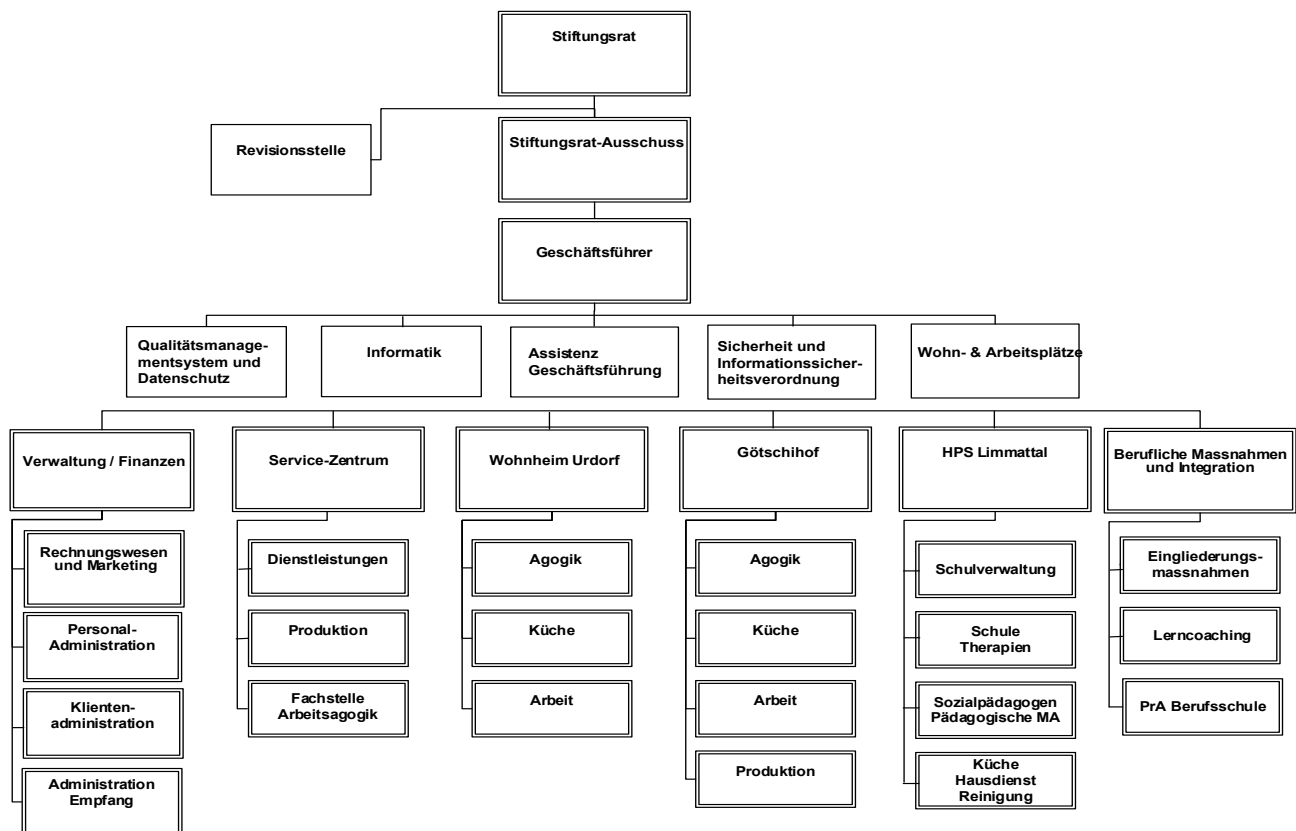 Stiftungsrat
Revisionsstelle
Stiftungsrat-Ausschuss
Geschäftsführer
Qualitätsmanage-
mentsystem und
Datenschutz
Informatik
Assistenz
Geschäftsführung
Sicherheit und
Informationssicher-
heitsverordnung
Wohn- & Arbeitsplätze
Verwaltung / Finanzen
Service-Zentrum
Wohnheim Urdorf
Götschihof
HPS Limmattal
Berufliche Massnahmen
und Integration
Rechnungswesen
und Marketing
Personal-
Administration
Klienten-
administration
Administration
Empfang
Dienstleistungen
Produktion
Fachstelle
Arbeitsagogik
Agogik
Küche
Arbeit
Agogik
Küche
Arbeit
Produktion
Schulverwaltung
Schule
Therapien
Sozialpädagogen
Pädagogische MA
Küche
Hausdienst
Reinigung
Eingliederungs-
massnahmen
Lerncoaching
PrA Berufsschule